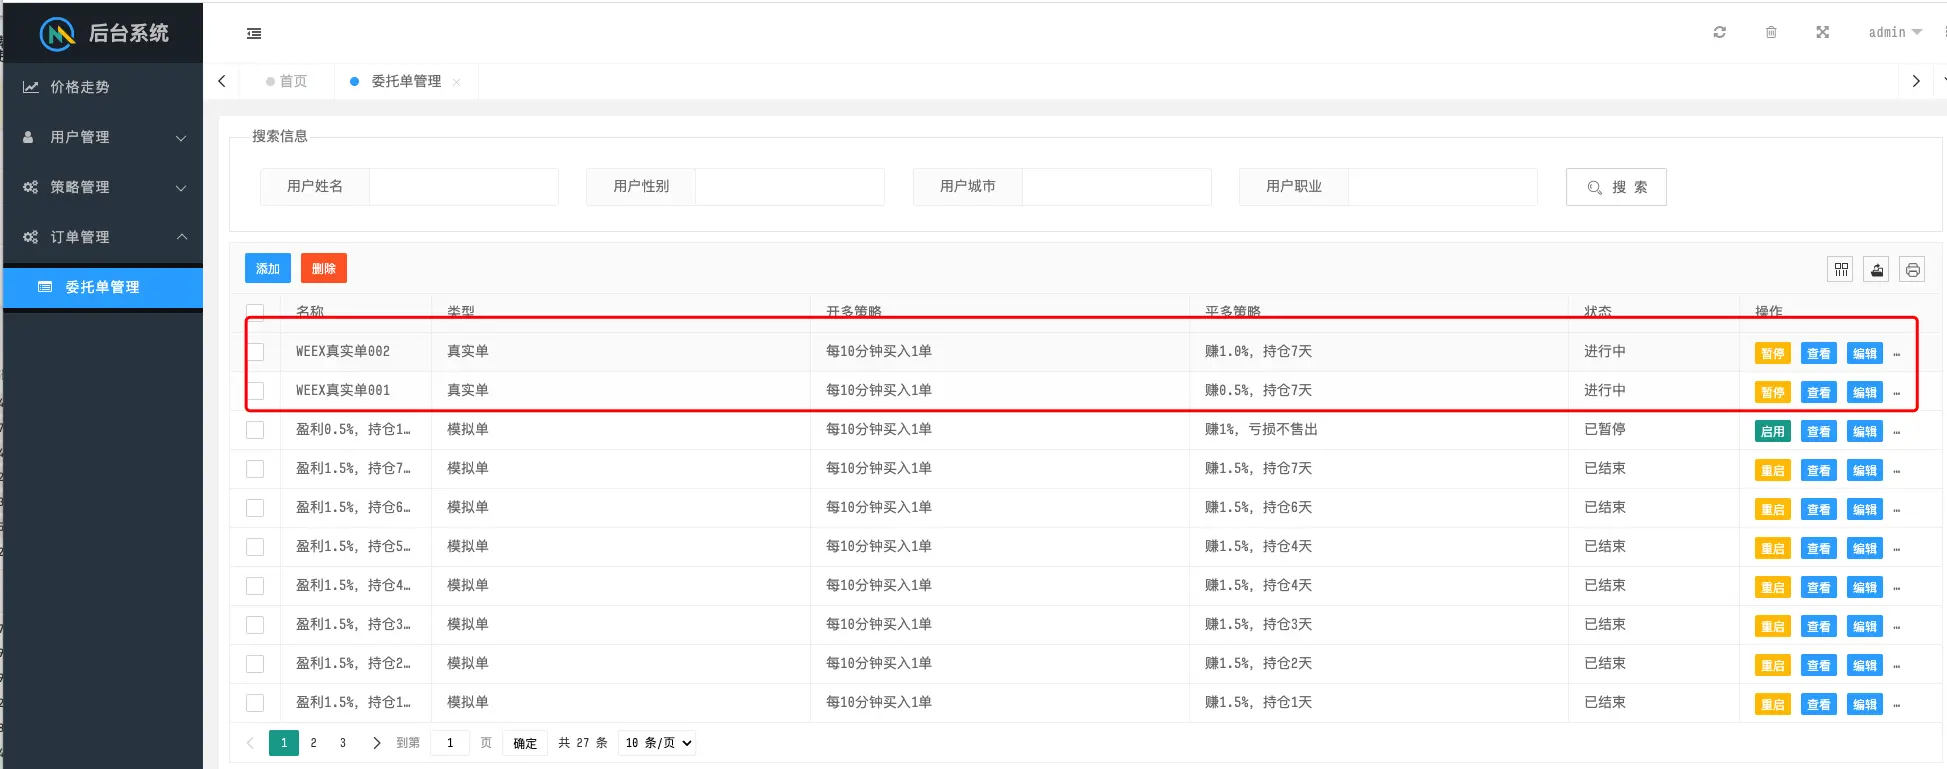 后台系统
admin
价格走势
首页
委托单管理
用户管理
搜索信息
策略管理
用户姓名
用户性别
用户城市
用户职业
搜 索
订单管理
委托单管理
添加
删除
名称 类型 开多策略 平多策略 状态 操作
WEEX真实单002 真实单 每10分钟买入1单 赚1.0%, 持仓7天 进行中 暂停 查看 编辑 …
WEEX真实单001 真实单 每10分钟买入1单 赚0.5%, 持仓7天 进行中 暂停 查看 编辑 …
盈利0.5%, 持仓1… 模拟单 每10分钟买入1单 赚1%, 亏损不售出 已暂停 启用 查看 编辑 …
盈利1.5%, 持仓7… 模拟单 每10分钟买入1单 赚1.5%, 持仓7天 已结束 重启 查看 编辑 …
盈利1.5%, 持仓6… 模拟单 每10分钟买入1单 赚1.5%, 持仓6天 已结束 重启 查看 编辑 …
盈利1.5%, 持仓5… 模拟单 每10分钟买入1单 赚1.5%, 持仓4天 已结束 重启 查看 编辑 …
盈利1.5%, 持仓4… 模拟单 每10分钟买入1单 赚1.5%, 持仓4天 已结束 重启 查看 编辑 …
盈利1.5%, 持仓3… 模拟单 每10分钟买入1单 赚1.5%, 持仓3天 已结束 重启 查看 编辑 …
盈利1.5%, 持仓2… 模拟单 每10分钟买入1单 赚1.5%, 持仓2天 已结束 重启 查看 编辑 …
盈利1.5%, 持仓1… 模拟单 每10分钟买入1单 赚1.5%, 持仓1天 已结束 重启 查看 编辑 …
1 2 3 到第 1 页 确定 共 27 条 10 条/页